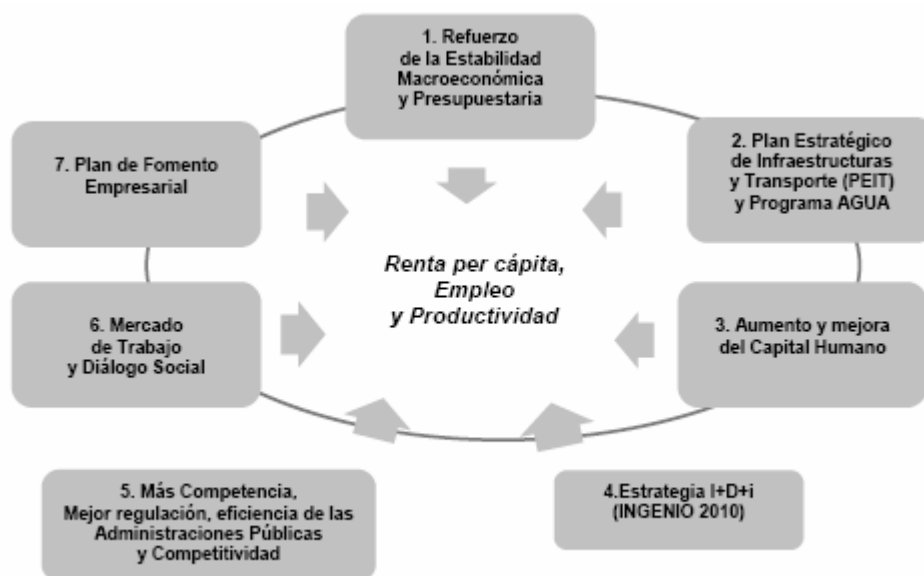 1. Refuerzo
de la Estabilidad
Macroeconómica
y Presupuestaria
2. Plan Estratégico
de Infraestructuras
y Transporte (PEIT)
y Programa AGUA
3. Aumento y mejora
del Capital Humano
4.Estrategia I+D+i
(INGENIO 2010)
5. Más Competencia,
Mejor regulación, eficiencia de las
Administraciones Públicas
y Competitividad
6. Mercado
de Trabajo
y Diálogo Social
7. Plan de Fomento
Empresarial
Renta per cápita,
Empleo
y Productividad